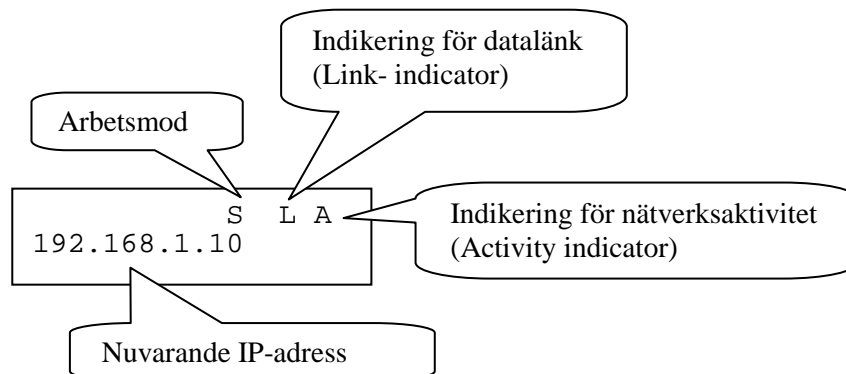 Indikering för datalänk
(Link- indicator)
Arbetsmod
S L A
192.168.1.10
Indikering för nätverksaktivitet
(Activity indicator)
Nuvarande IP-adress